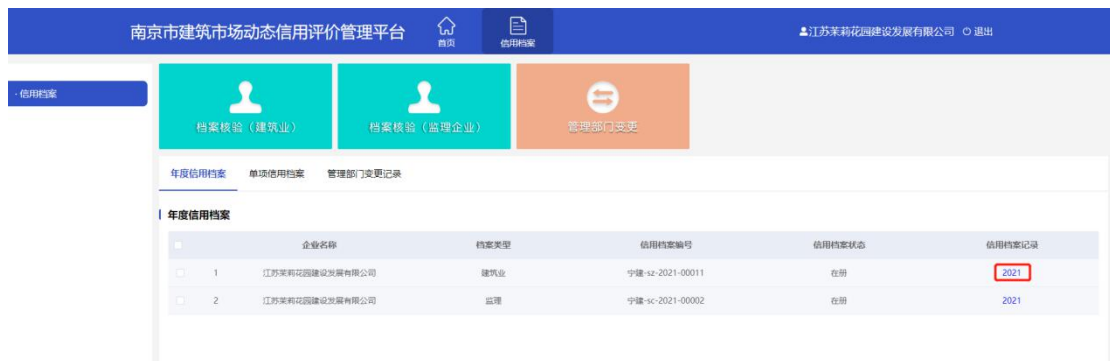 南京市建筑市场动态信用评价管理平台
首页
信用档案
江苏茉莉花园建设发展有限公司 退出
· 信用档案
档案核验（建筑业）
档案核验（监理企业）
管理部门变更
年度信用档案 单项信用档案 管理部门变更记录
年度信用档案
企业名称 档案类型 信用档案编号 信用档案状态 信用档案记录
1 江苏茉莉花园建设发展有限公司 建筑业 宁建-sz-2021-00011 在册 2021
2 江苏茉莉花园建设发展有限公司 监理 宁建-sc-2021-00002 在册 2021